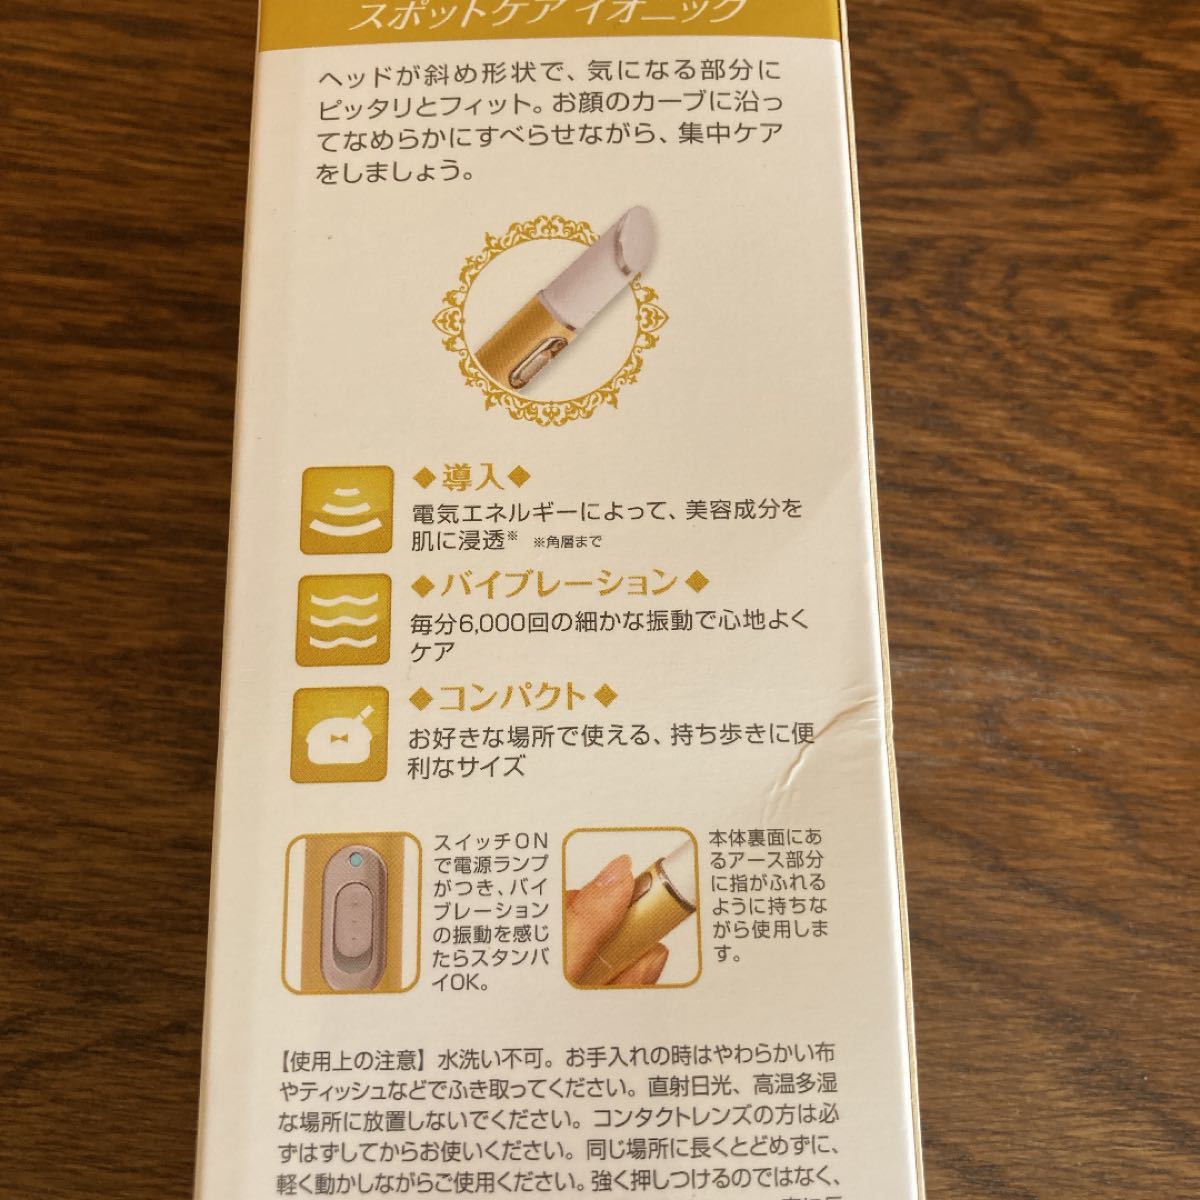 スポットケア イオニック
ヘッドが斜め形状で、気になる部分に
ピッタリとフィット。お顔のカーブに沿っ
てなめらかにすべらせながら、集中ケア
をしましょう。
◆導入◆
電気エネルギーによって、美容成分を
肌に浸透※ ※角層まで
◆バイブレーション◆
毎分6,000回の細かな振動で心地よく
ケア
◆コンパクト◆
お好きな場所で使える、持ち歩きに便
利なサイズ
スイッチON
で電源ランプ
がつき、バイ
ブレーション
の振動を感じ
たらスタンバ
イOK。
本体裏面にあ
るアース部分
に指がふれる
ように持ちな
がら使用しま
す。
【使用上の注意】水洗い不可。お手入れの時はやわらかい布
やティッシュなどでふき取ってください。直射日光、高温多湿
な場所に放置しないでください。コンタクトレンズの方は必
ずはずしてからお使いください。同じ場所に長くとどめずに、
軽く動かしながらご使用ください。強く押しつけるのではなく、